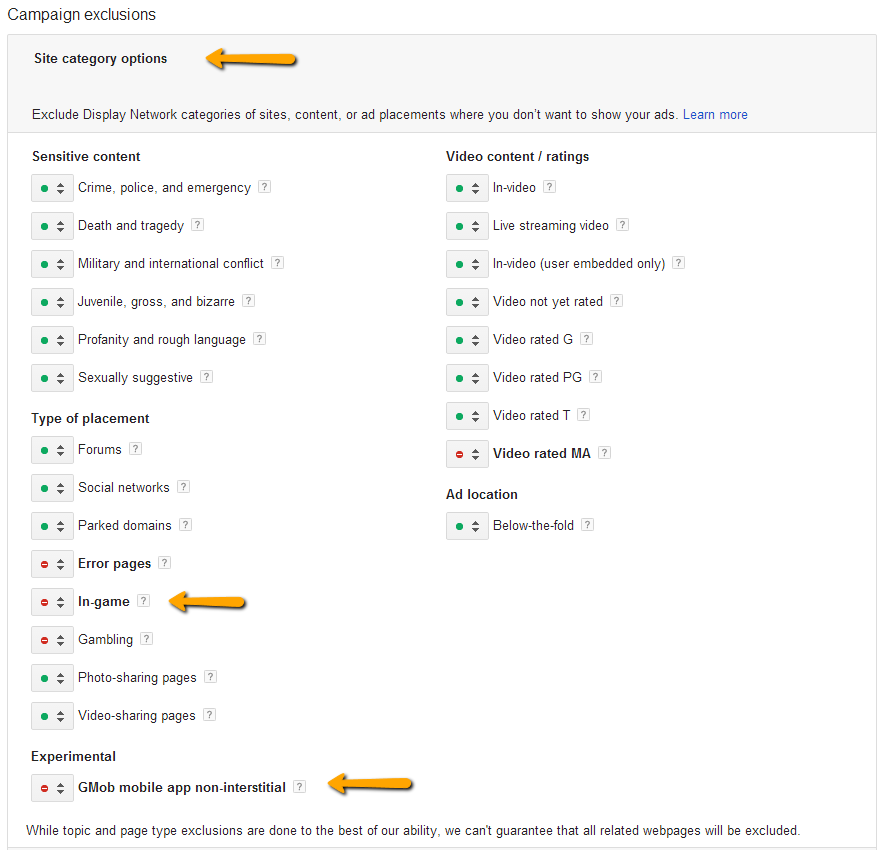 Campaign exclusions
Site category options
Exclude Display Network categories of sites, content, or ad placements where you don't want to show your ads. Learn more
Sensitive content
Crime, police, and emergency ?
Death and tragedy ?
Military and international conflict ?
Juvenile, gross, and bizarre ?
Profanity and rough language ?
Sexually suggestive ?
Type of placement
Forums ?
Social networks ?
Parked domains ?
Error pages ?
In-game ?
Gambling ?
Photo-sharing pages ?
Video-sharing pages ?
Experimental
GMob mobile app non-interstitial ?
Video content / ratings
In-video ?
Live streaming video ?
In-video (user embedded only) ?
Video not yet rated ?
Video rated G ?
Video rated PG ?
Video rated T ?
Video rated MA ?
Ad location
Below-the-fold ?
While topic and page type exclusions are done to the best of our ability, we can't guarantee that all related webpages will be excluded.